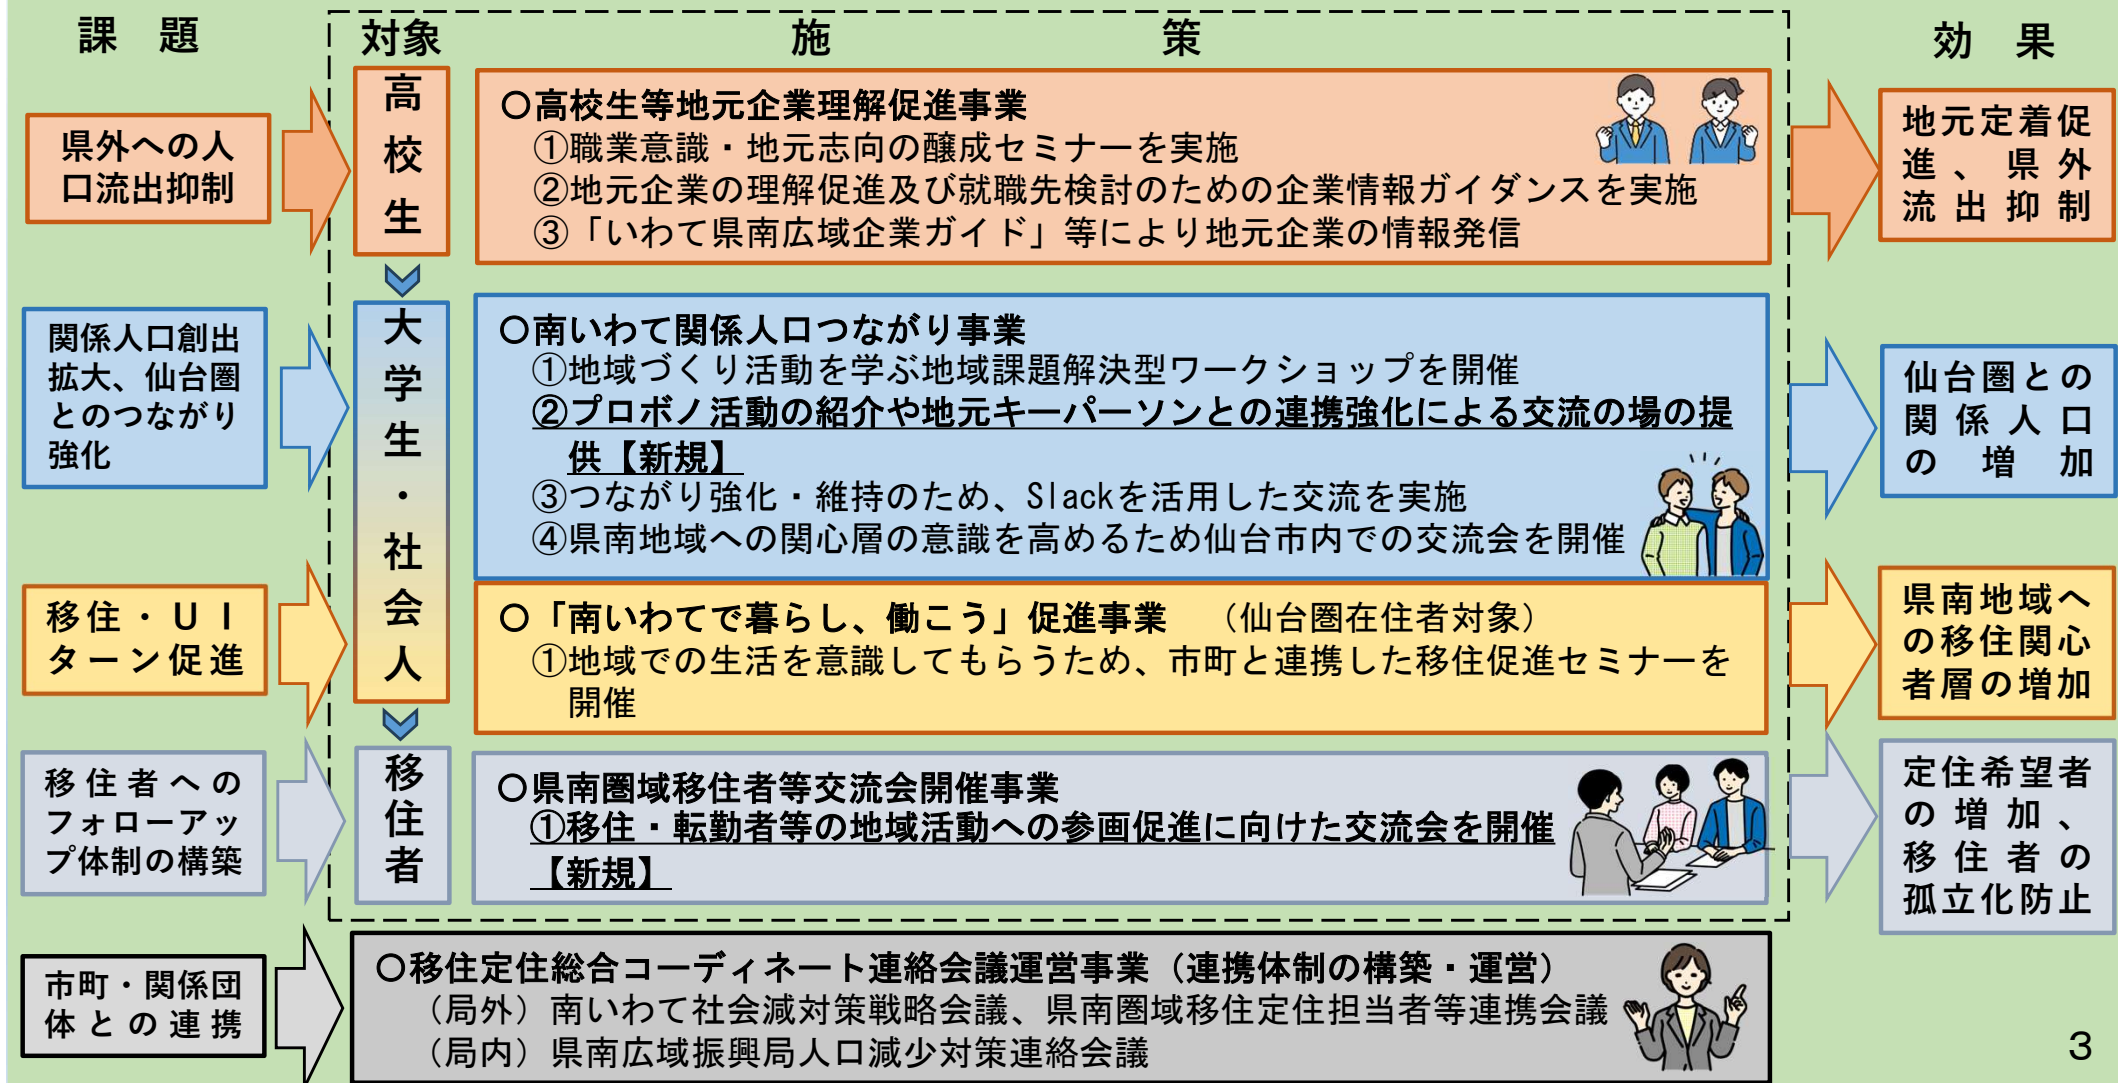 課題
対象
施策
効果
県外への人
口流出抑制
高校生
〇高校生等地元企業理解促進事業
①職業意識・地元志向の醸成セミナーを実施
②地元企業の理解促進及び就職先検討のための企業情報ガイダンスを実施
③「いわて県南広域企業ガイド」等により地元企業の情報発信
地元定着促
進、県外
流出抑制
関係人口創出
拡大、仙台圏
とのつながり
強化
大学生・社会人
〇南いわて関係人口つながり事業
①地域づくり活動を学ぶ地域課題解決型ワークショップを開催
②プロボノ活動の紹介や地元キーパーソンとの連携強化による交流の場の提
供【新規】
③つながり強化・維持のため、Slackを活用した交流を実施
④県南地域への関心層の意識を高めるため仙台市内での交流会を開催
仙台圏との
関係人口
の増加
移住・UI
ターン促進
〇「南いわてで暮らし、働こう」促進事業　（仙台圏在住者対象）
①地域での生活を意識してもらうため、市町と連携した移住促進セミナーを
開催
県南地域へ
の移住関心
者層の増加
移住者への
フォローアッ
プ体制の構築
移住者
〇県南圏域移住者等交流会開催事業
①移住・転勤者等の地域活動への参画促進に向けた交流会を開催
【新規】
定住希望者
の増加、
移住者の
孤立化防止
市町・関係団
体との連携
〇移住定住総合コーディネート連絡会議運営事業（連携体制の構築・運営）
（局外）南いわて社会減対策戦略会議、県南圏域移住定住担当者等連携会議
（局内）県南広域振興局人口減少対策連絡会議
3